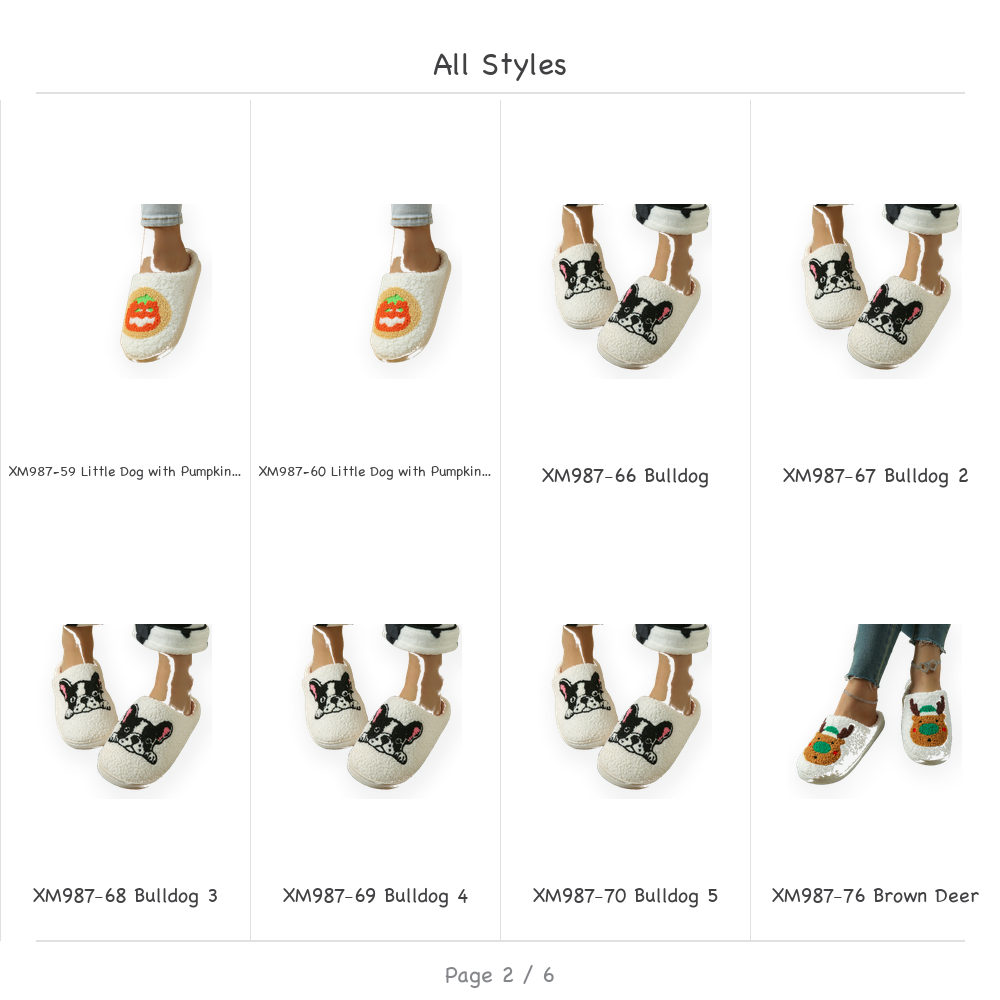 All Styles
XM987-59 Little Dog with Pumpkin...
XM987-60 Little Dog with Pumpkin...
XM987-66 Bulldog
XM987-67 Bulldog 2
XM987-68 Bulldog 3
XM987-69 Bulldog 4
XM987-70 Bulldog 5
XM987-76 Brown Deer
Page 2 / 6